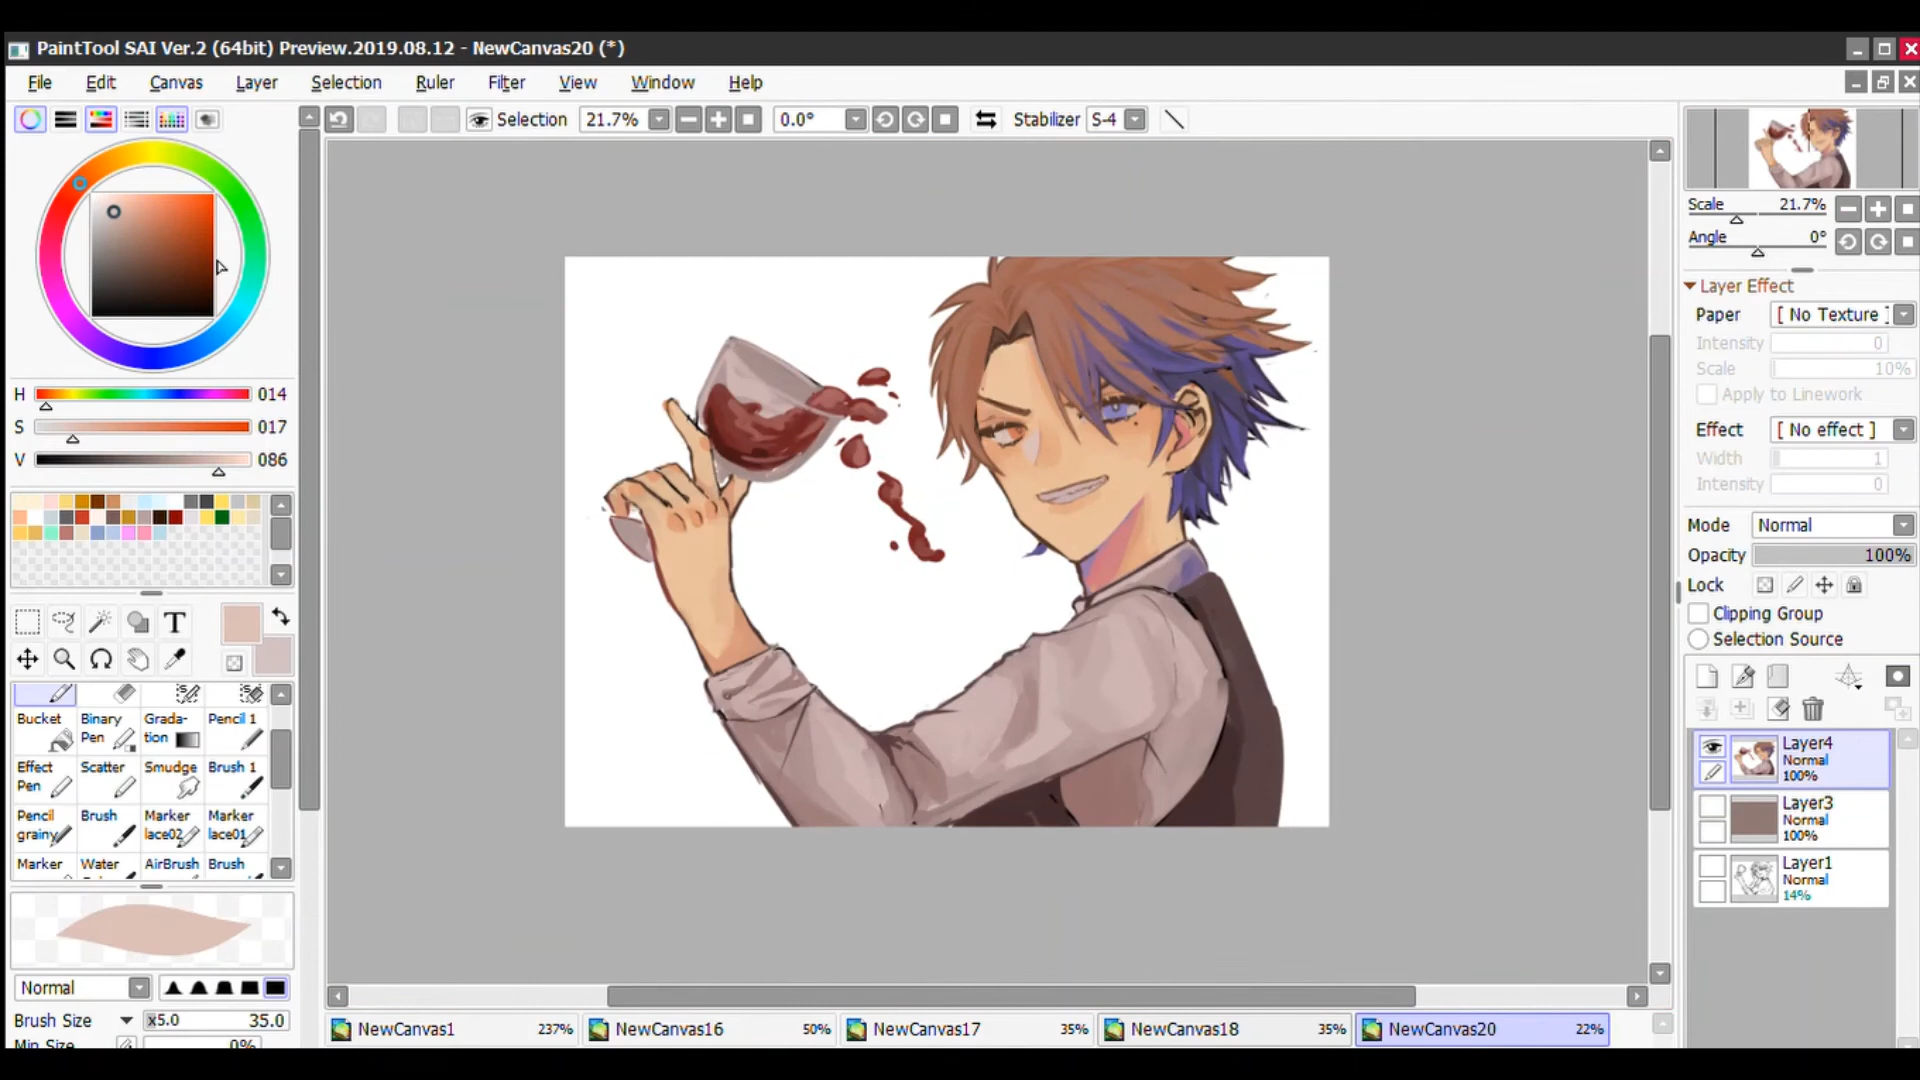 PaintTool SAI Ver.2 (64bit) Preview.2019.08.12 - NewCanvas20 (*)
File Edit Canvas Layer Selection Ruler Filter View Window Help
Selection 21.7% 0.0° Stabilizer S-4
Scale 21.7%
Angle 0°
Layer Effect
Paper [ No Texture ]
Intensity 0
Scale 10%
Apply to Linework
Effect [ No effect ]
Width 1
Intensity 0
Mode Normal
Opacity 100%
Lock
Clipping Group
Selection Source
Layer4
Normal
100%
Layer3
Normal
100%
Layer1
Normal
14%
H 014
S 017
V 086
T
Bucket Binary Pen Grada-tion Pencil 1
Effect Pen Scatter Smudge Brush 1
Pencil grainy Brush Marker lace02 Marker lace01
Marker Water AirBrush Brush
Normal
Brush Size x5.0 35.0
Min Size 0%
NewCanvas1 237% NewCanvas16 50% NewCanvas17 35% NewCanvas18 35% NewCanvas20 22%